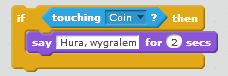 if touching Coin ? then
say Hura, wygralem for 2 secs